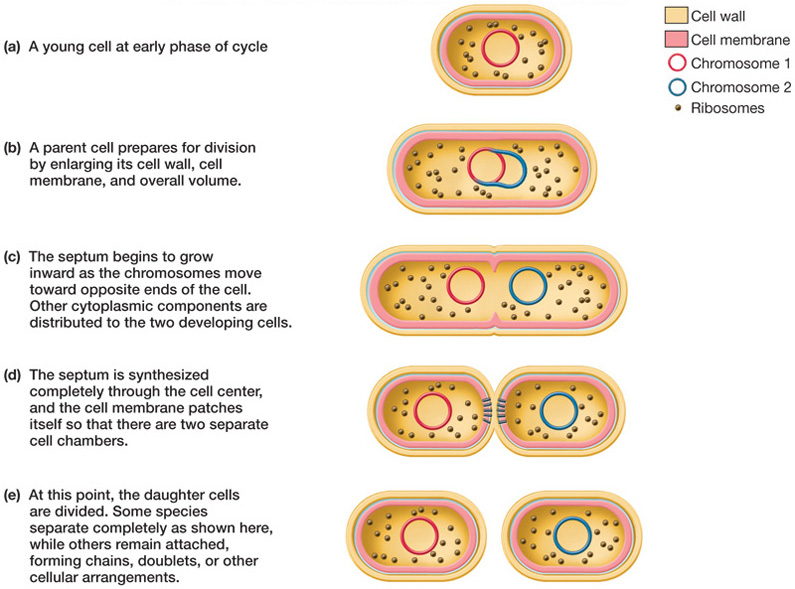 (a) A young cell at early phase of cycle
Cell wall
Cell membrane
Chromosome 1
Chromosome 2
Ribosomes
(b) A parent cell prepares for division
by enlarging its cell wall, cell
membrane, and overall volume.
(c) The septum begins to grow
inward as the chromosomes move
toward opposite ends of the cell.
Other cytoplasmic components are
distributed to the two developing cells.
(d) The septum is synthesized
completely through the cell center,
and the cell membrane patches
itself so that there are two separate
cell chambers.
(e) At this point, the daughter cells
are divided. Some species
separate completely as shown here,
while others remain attached,
forming chains, doublets, or other
cellular arrangements.